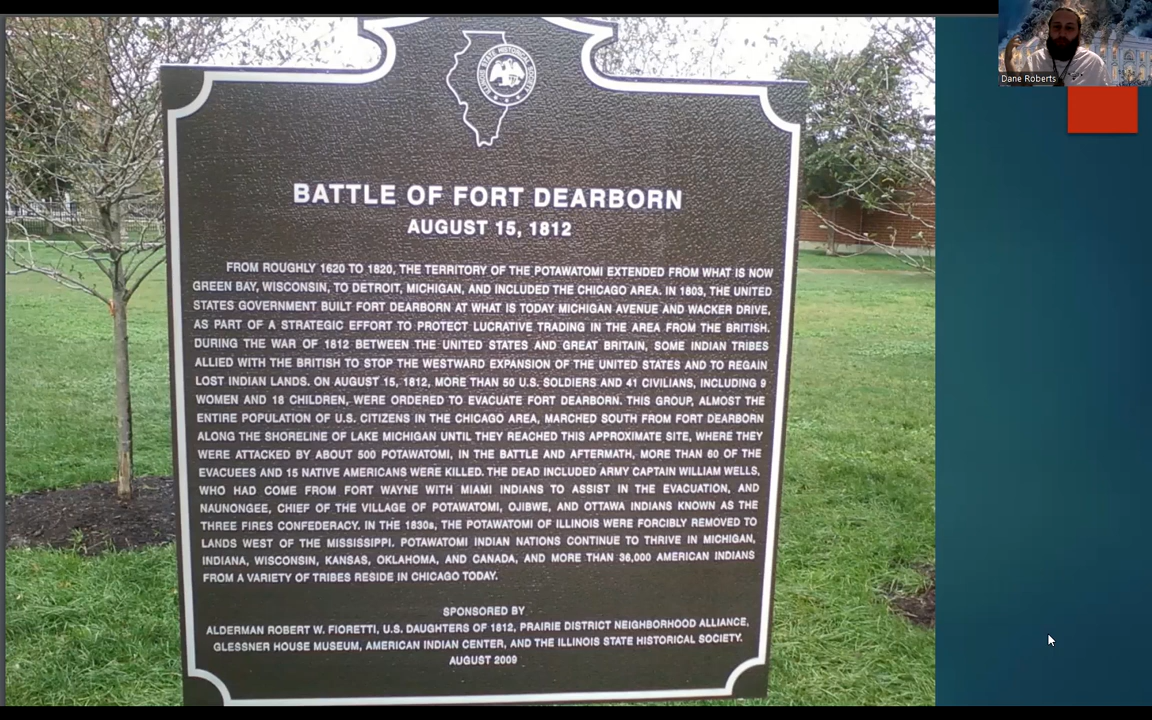 ILLINOIS STATE HISTORICAL SOCIETY
Dane Roberts
BATTLE OF FORT DEARBORN
AUGUST 15, 1812
FROM ROUGHLY 1620 TO 1820, THE TERRITORY OF THE POTAWATOMI EXTENDED FROM WHAT IS NOW
GREEN BAY, WISCONSIN, TO DETROIT, MICHIGAN, AND INCLUDED THE CHICAGO AREA. IN 1803, THE UNITED
STATES GOVERNMENT BUILT FORT DEARBORN AT WHAT IS TODAY MICHIGAN AVENUE AND WACKER DRIVE,
AS PART OF A STRATEGIC EFFORT TO PROTECT LUCRATIVE TRADING IN THE AREA FROM THE BRITISH.
DURING THE WAR OF 1812 BETWEEN THE UNITED STATES AND GREAT BRITAIN, SOME INDIAN TRIBES
ALLIED WITH THE BRITISH TO STOP THE WESTWARD EXPANSION OF THE UNITED STATES AND TO REGAIN
LOST INDIAN LANDS. ON AUGUST 15, 1812, MORE THAN 50 U.S. SOLDIERS AND 41 CIVILIANS, INCLUDING 9
WOMEN AND 18 CHILDREN, WERE ORDERED TO EVACUATE FORT DEARBORN. THIS GROUP, ALMOST THE
ENTIRE POPULATION OF U.S. CITIZENS IN THE CHICAGO AREA, MARCHED SOUTH FROM FORT DEARBORN
ALONG THE SHORELINE OF LAKE MICHIGAN UNTIL THEY REACHED THIS APPROXIMATE SITE, WHERE THEY
WERE ATTACKED BY ABOUT 500 POTAWATOMI. IN THE BATTLE AND AFTERMATH, MORE THAN 60 OF THE
EVACUEES AND 15 NATIVE AMERICANS WERE KILLED. THE DEAD INCLUDED ARMY CAPTAIN WILLIAM WELLS,
WHO HAD COME FROM FORT WAYNE WITH MIAMI INDIANS TO ASSIST IN THE EVACUATION, AND
NAUNONGEE, CHIEF OF THE VILLAGE OF POTAWATOMI, OJIBWE, AND OTTAWA INDIANS KNOWN AS THE
THREE FIRES CONFEDERACY. IN THE 1830s, THE POTAWATOMI OF ILLINOIS WERE FORCIBLY REMOVED TO
LANDS WEST OF THE MISSISSIPPI. POTAWATOMI INDIAN NATIONS CONTINUE TO THRIVE IN MICHIGAN,
INDIANA, WISCONSIN, KANSAS, OKLAHOMA, AND CANADA, AND MORE THAN 36,000 AMERICAN INDIANS
FROM A VARIETY OF TRIBES RESIDE IN CHICAGO TODAY.
SPONSORED BY
ALDERMAN ROBERT W. FIORETTI, U.S. DAUGHTERS OF 1812, PRAIRIE DISTRICT NEIGHBORHOOD ALLIANCE,
GLESSNER HOUSE MUSEUM, AMERICAN INDIAN CENTER, AND THE ILLINOIS STATE HISTORICAL SOCIETY.
AUGUST 2009